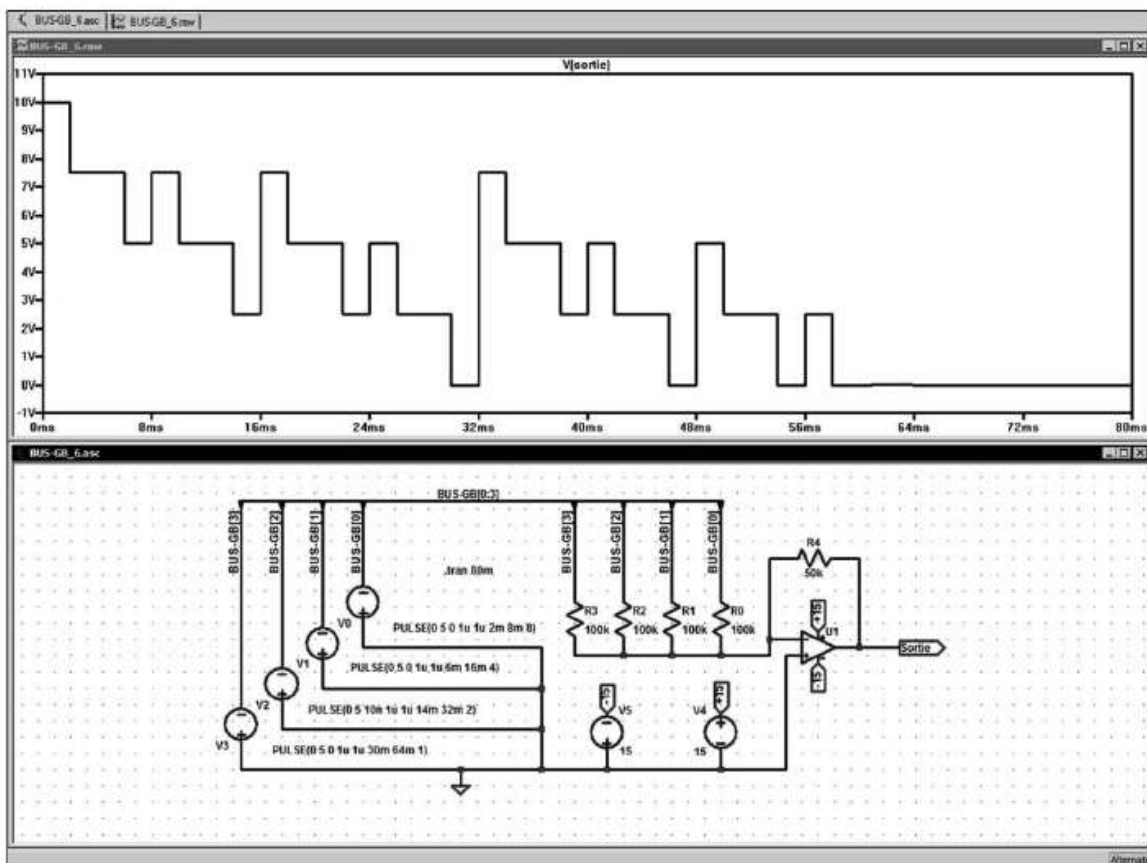 BUS-GB_6.asc BUS-GB_6.raw
BUS-GB_6.raw
V(sortie)
11V
10V
9V
8V
7V
6V
5V
4V
3V
2V
1V
0V
-1V
0ms 8ms 16ms 24ms 32ms 40ms 48ms 56ms 64ms 72ms 80ms
BUS-GB_6.asc
BUS-GB[0:3]
BUS-GB[3] BUS-GB[2] BUS-GB[1] BUS-GB[0] BUS-GB[3] BUS-GB[2] BUS-GB[1] BUS-GB[0]
.tran 80m
R4
50k
R3 R2 R1 R0
100k 100k 100k 100k
+15
U1
-15
Sortie
V0
PULSE(0 5 0 1u 1u 2m 8m 8)
V1
PULSE(0 5 0 1u 1u 6m 16m 4)
V2
PULSE(0 5 10n 1u 1u 14m 32m 2)
V3
PULSE(0 5 0 1u 1u 30m 64m 1)
-15 +15
V5 V4
15 15